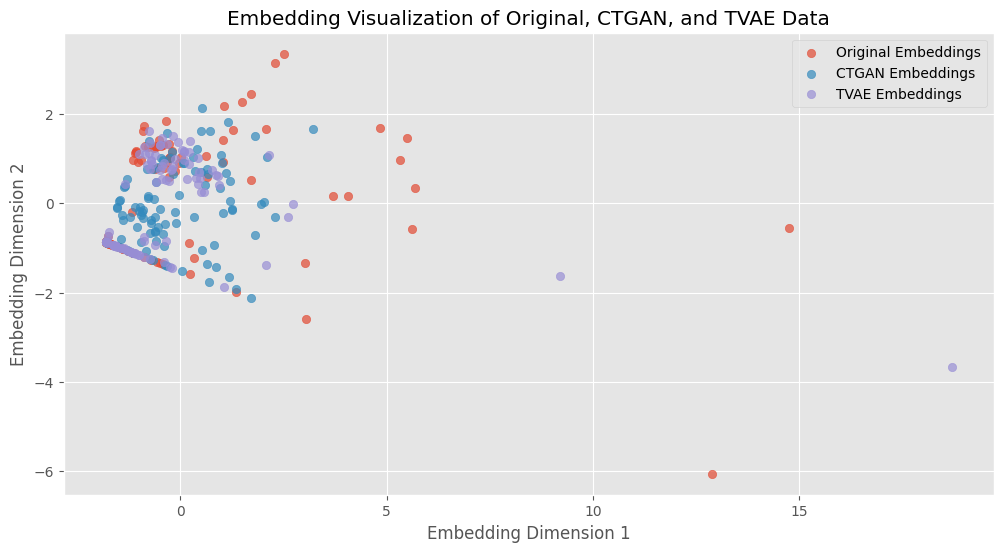 Embedding Visualization of Original, CTGAN, and TVAE Data
Original Embeddings
CTGAN Embeddings
TVAE Embeddings
Embedding Dimension 2
2
0
−2
−4
−6
0
5
10
15
Embedding Dimension 1